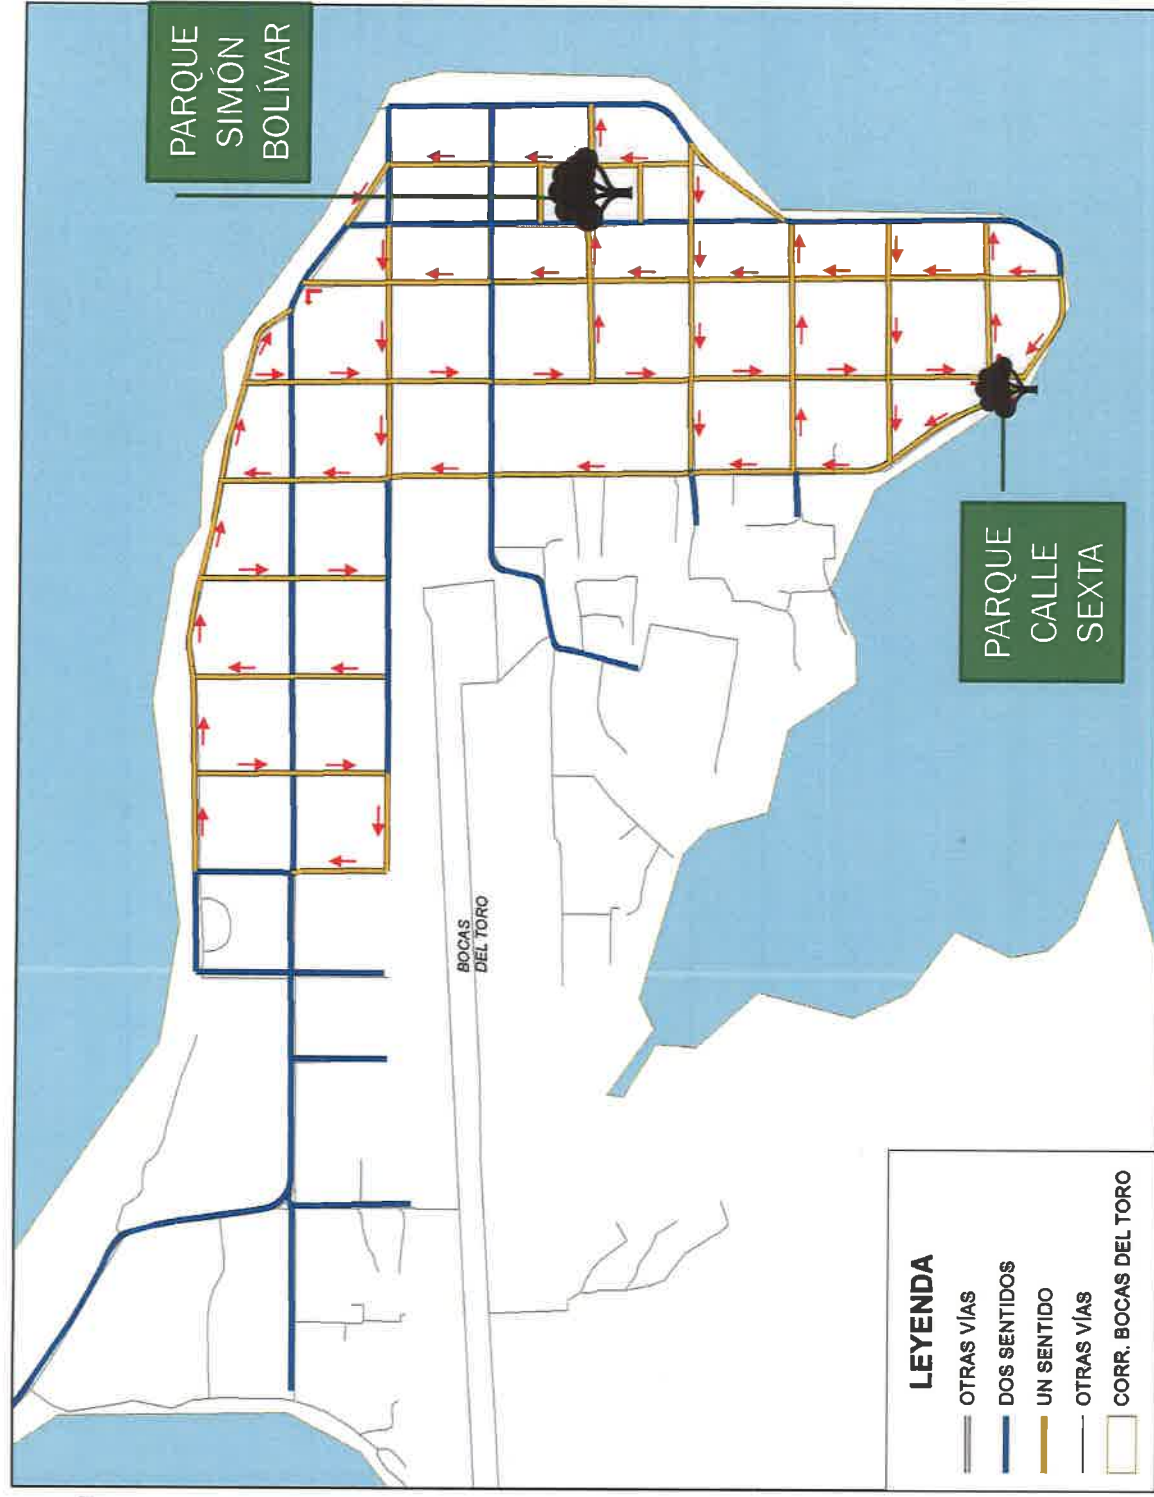 PARQUE
SIMÓN
BOLÍVAR
PARQUE
CALLE
SEXTA
BOCAS
DEL TORO
LEYENDA
OTRAS VÍAS
DOS SENTIDOS
UN SENTIDO
OTRAS VÍAS
CORR. BOCAS DEL TORO